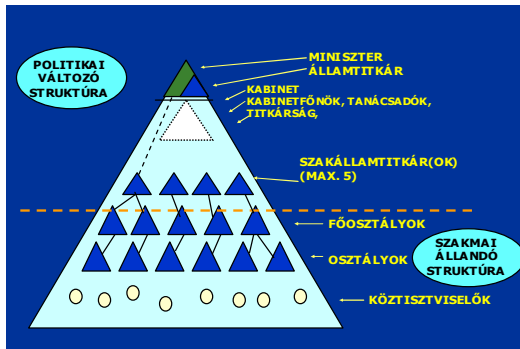 POLITIKAI
VÁLTOZÓ
STRUKTÚRA
MINISZTER
ÁLLAMTITKÁR
KABINET
KABINETFŐNÖK, TANÁCSADÓK,
TITKÁRSÁG,
SZAKÁLLAMTITKÁR(OK)
(MAX. 5)
FŐOSZTÁLYOK
OSZTÁLYOK
SZAKMAI
ÁLLANDÓ
STRUKTÚRA
KÖZTISZTVISELŐK